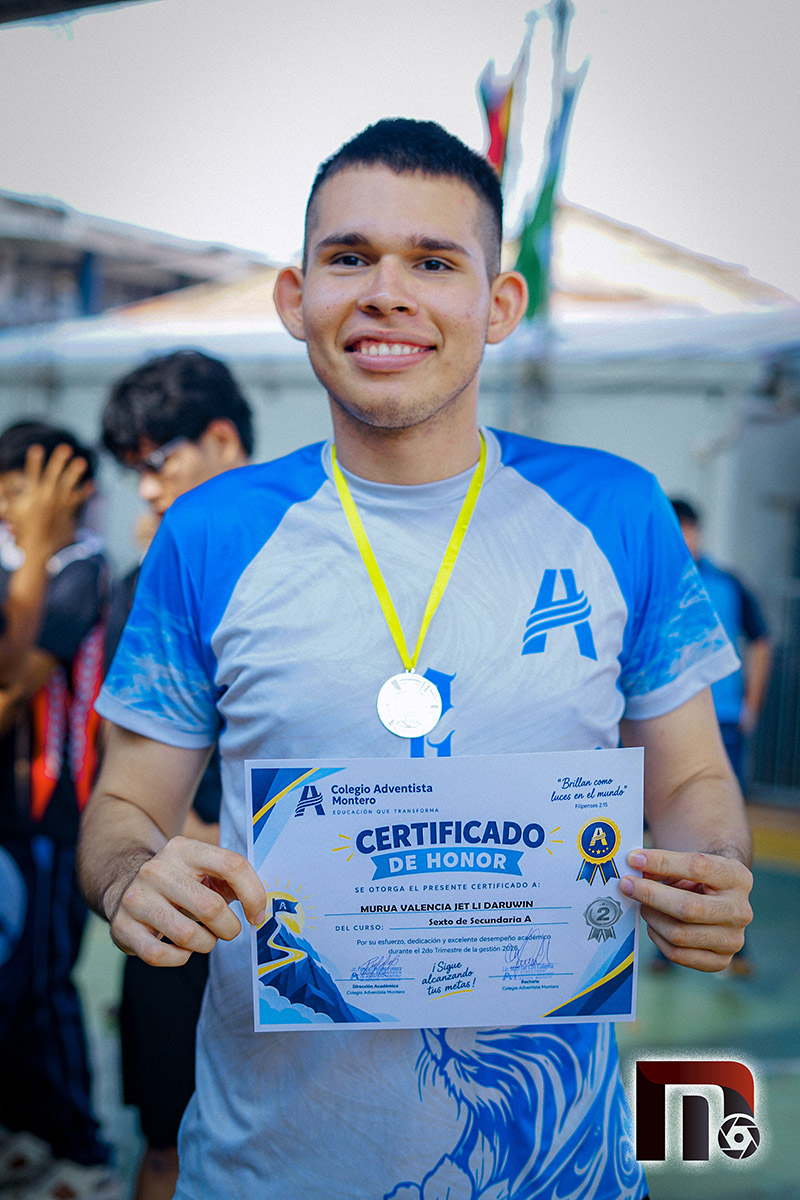 Colegio Adventista
Montero
EDUCACIÓN QUE TRANSFORMA
"Brillan como
luces en el mundo"
Filipenses 2:15
CERTIFICADO
DE HONOR
SE OTORGA EL PRESENTE CERTIFICADO A:
MURUA VALENCIA JET LI DARUWIN
DEL CURSO: Sexto de Secundaria A
Por su esfuerzo, dedicación y excelente desempeño académico
durante el 2do Trimestre de la gestión 2026
¡Sigue
alcanzando
tus metas!
Dirección Académica
Colegio Adventista Montero
Rectoría
Colegio Adventista Montero
A
2